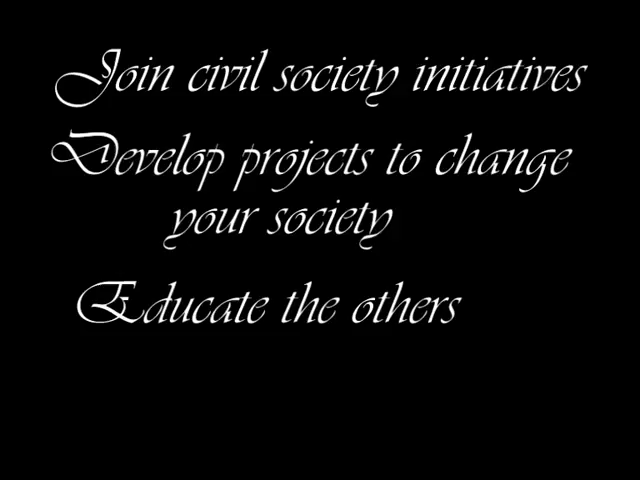 Join civil society initiatives
Develop projects to change
your society
Educate the others